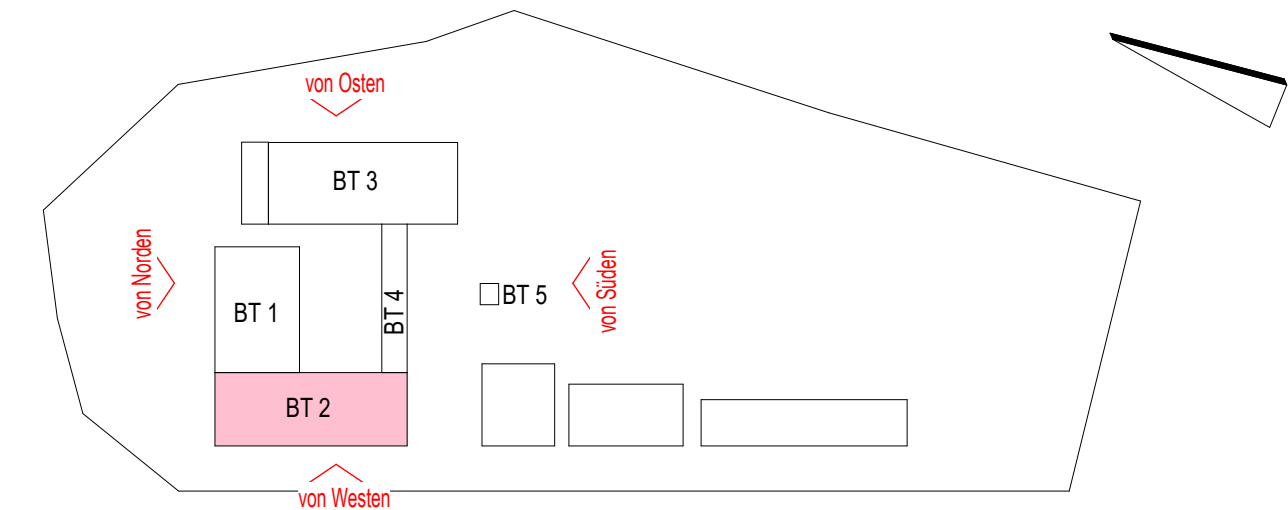 von Osten
BT 3
von Norden
BT 1
BT 4
BT 5
von Süden
BT 2
von Westen